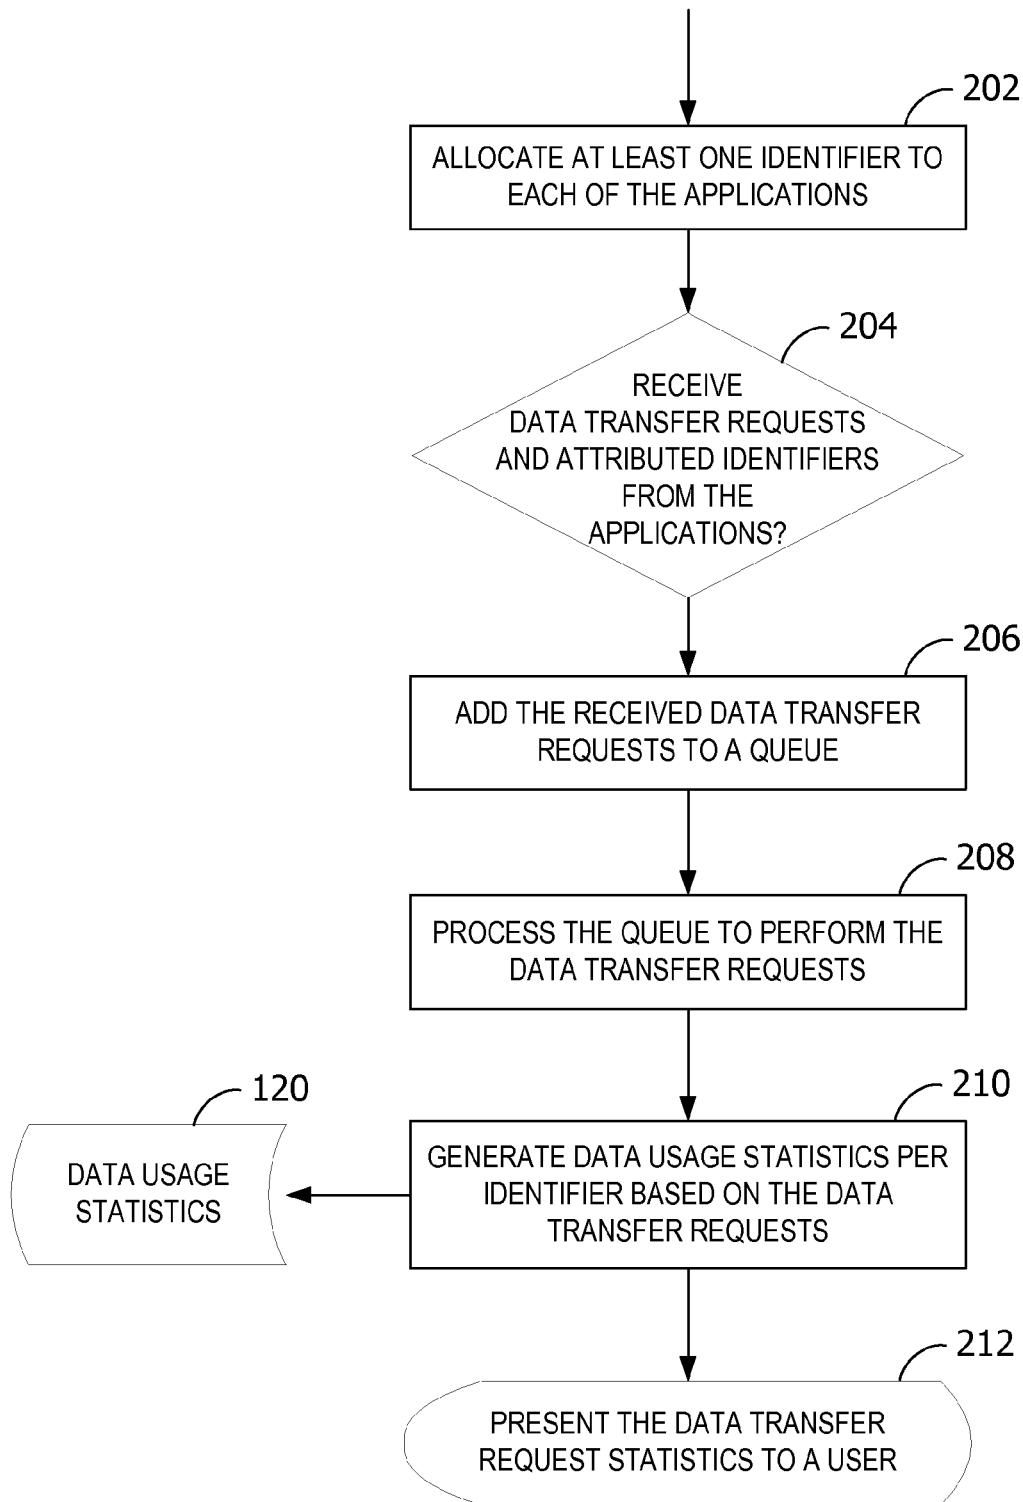 202
ALLOCATE AT LEAST ONE IDENTIFIER TO
EACH OF THE APPLICATIONS
204
RECEIVE
DATA TRANSFER REQUESTS
AND ATTRIBUTED IDENTIFIERS
FROM THE
APPLICATIONS?
206
ADD THE RECEIVED DATA TRANSFER
REQUESTS TO A QUEUE
208
PROCESS THE QUEUE TO PERFORM THE
DATA TRANSFER REQUESTS
210
GENERATE DATA USAGE STATISTICS PER
IDENTIFIER BASED ON THE DATA
TRANSFER REQUESTS
120
DATA USAGE
STATISTICS
212
PRESENT THE DATA TRANSFER
REQUEST STATISTICS TO A USER